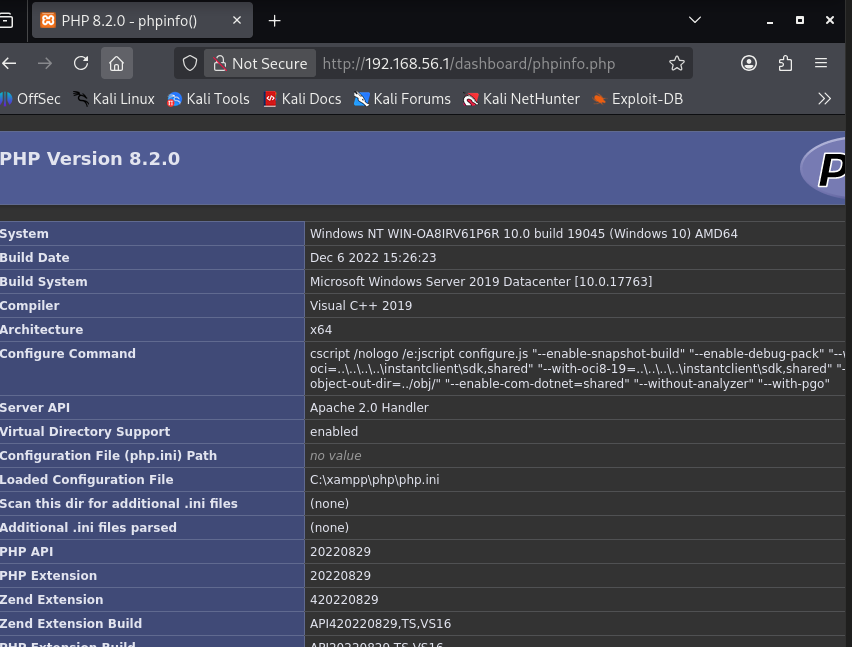 PHP 8.2.0 - phpinfo()
Not Secure http://192.168.56.1/dashboard/phpinfo.php
OffSec Kali Linux Kali Tools Kali Docs Kali Forums Kali NetHunter Exploit-DB
PHP Version 8.2.0
System Windows NT WIN-OA8IRV61P6R 10.0 build 19045 (Windows 10) AMD64
Build Date Dec 6 2022 15:26:23
Build System Microsoft Windows Server 2019 Datacenter [10.0.17763]
Compiler Visual C++ 2019
Architecture x64
Configure Command cscript /nologo /e:jscript configure.js "--enable-snapshot-build" "--enable-debug-pack"
oci=..\..\..\..\instantclient\sdk,shared" "--with-oci8-19=..\..\..\..\instantclient\sdk,shared"
object-out-dir=../obj/" "--enable-com-dotnet=shared" "--without-analyzer" "--with-pgo"
Server API Apache 2.0 Handler
Virtual Directory Support enabled
Configuration File (php.ini) Path no value
Loaded Configuration File C:\xampp\php\php.ini
Scan this dir for additional .ini files (none)
Additional .ini files parsed (none)
PHP API 20220829
PHP Extension 20220829
Zend Extension 420220829
Zend Extension Build API420220829,TS,VS16
PHP Extension Build API20220829,TS,VS16